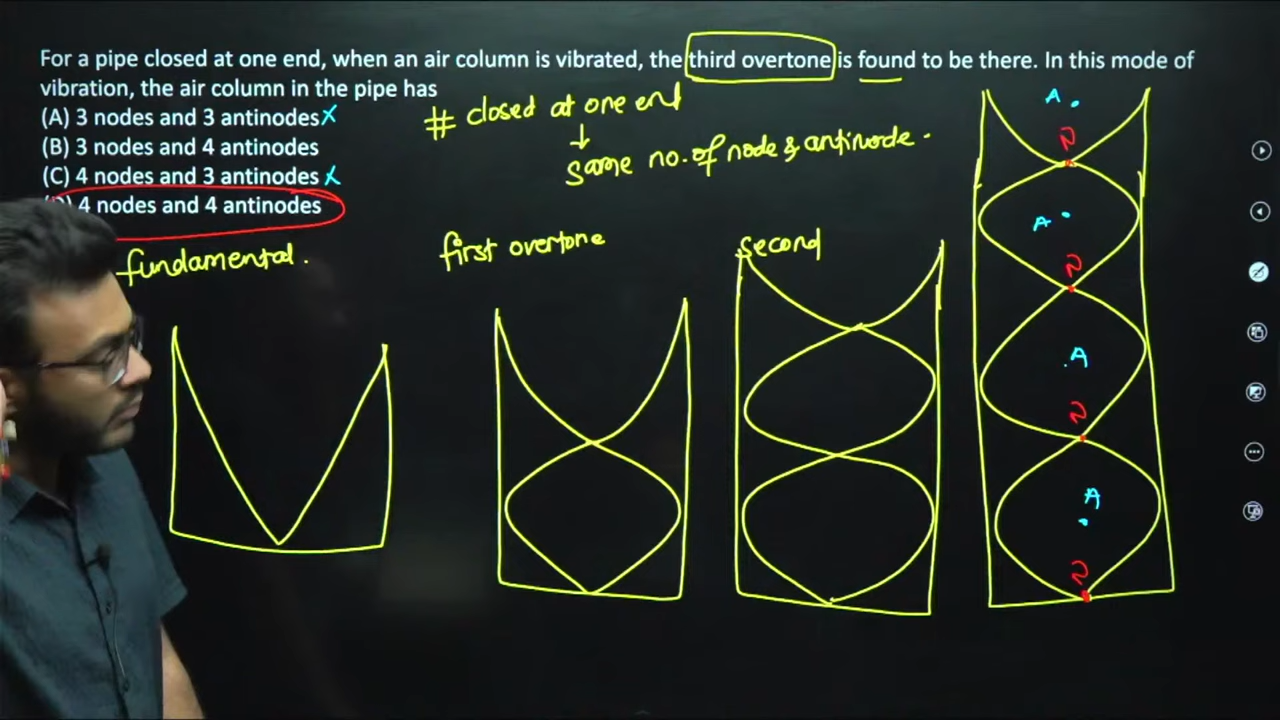 For a pipe closed at one end, when an air column is vibrated, the third overtone is found to be there. In this mode of
vibration, the air column in the pipe has
(A) 3 nodes and 3 antinodes x
(B) 3 nodes and 4 antinodes
(C) 4 nodes and 3 antinodes x
) 4 nodes and 4 antinodes
# closed at one end
↓
same no. of node & antinode.
fundamental.
first overtone
second
A
N
A
N
A
N
A
N